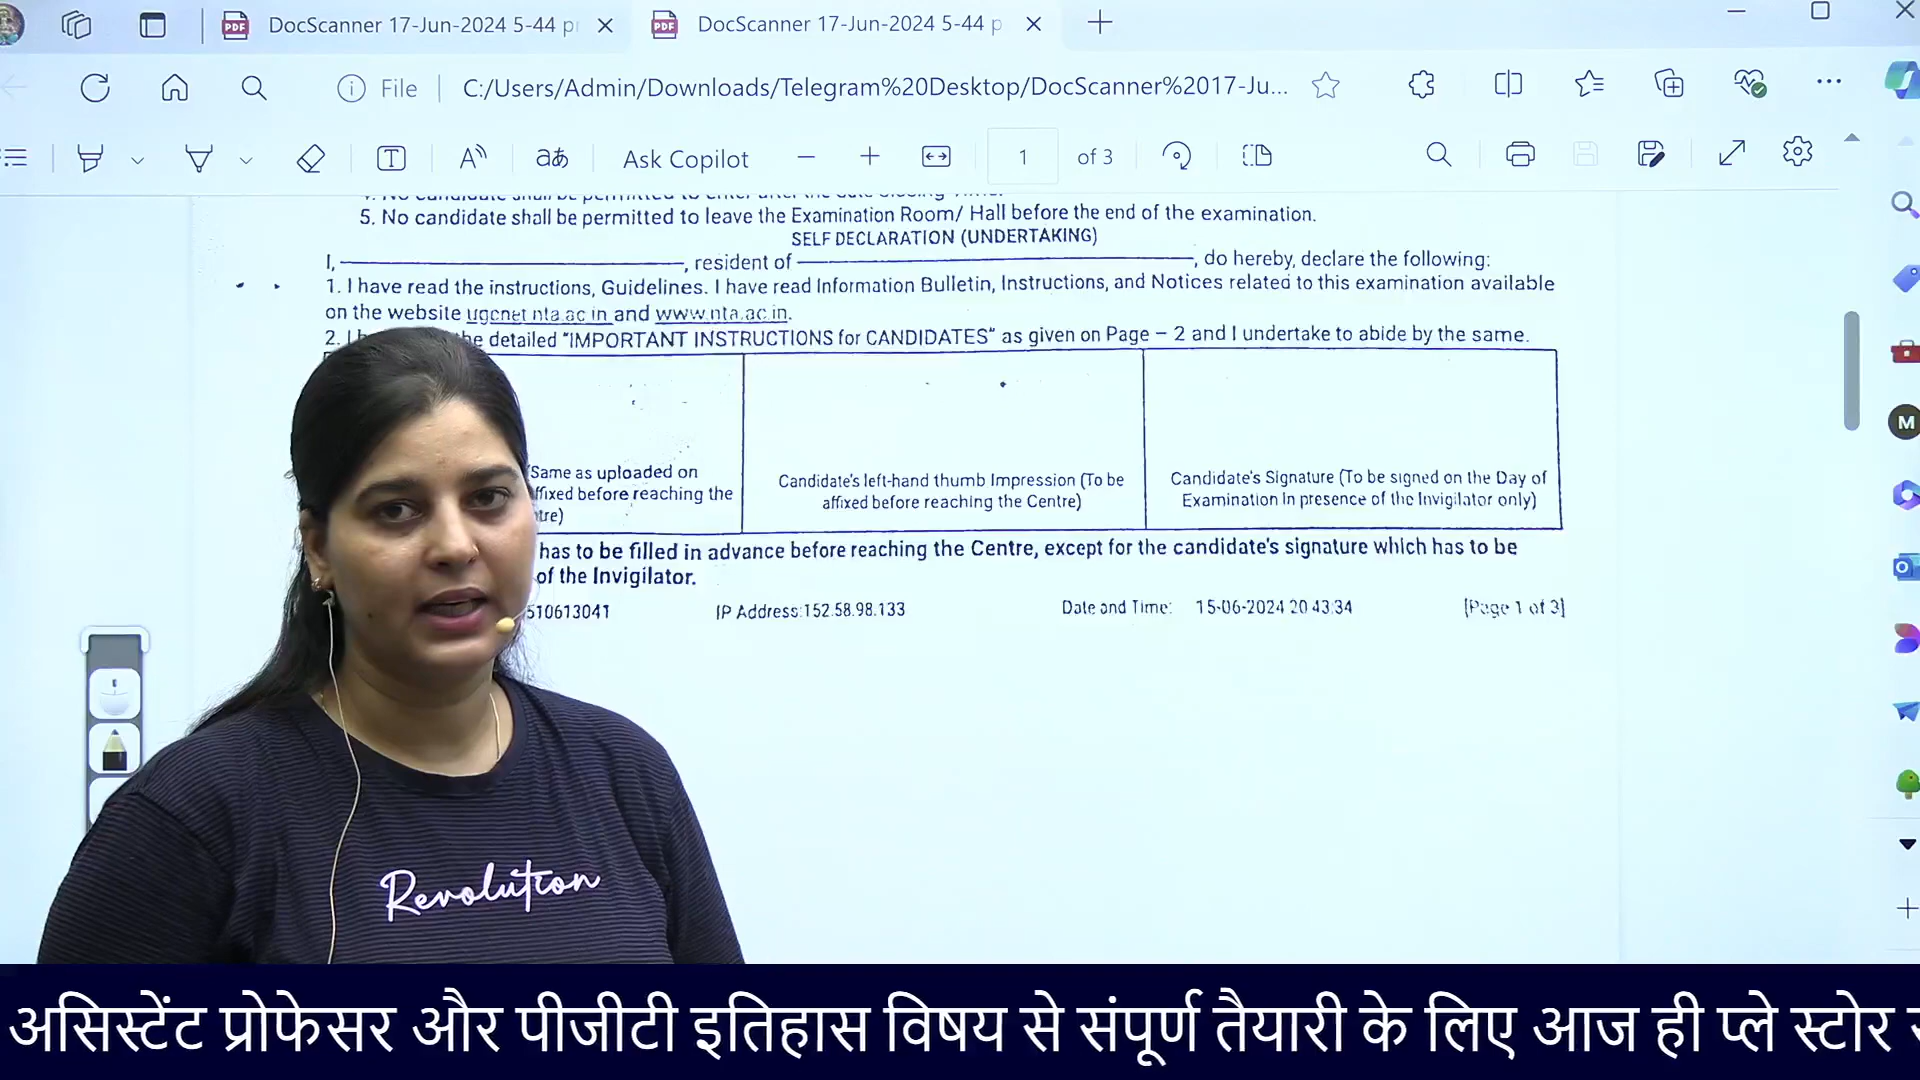 DocScanner 17-Jun-2024 5-44 p
DocScanner 17-Jun-2024 5-44 p
File
C:/Users/Admin/Downloads/Telegram%20Desktop/DocScanner%2017-Ju...
Ask Copilot
1 of 3
5. No candidate shall be permitted to leave the Examination Room/ Hall before the end of the examination.
SELF DECLARATION (UNDERTAKING)
I, , resident of , do hereby, declare the following:
1. I have read the instructions, Guidelines. I have read Information Bulletin, Instructions, and Notices related to this examination available
on the website ugcnet.nta.ac.in and www.nta.ac.in.
2. I detailed "IMPORTANT INSTRUCTIONS for CANDIDATES" as given on Page – 2 and I undertake to abide by the same.
Same as uploaded on
affixed before reaching the
Candidate's left-hand thumb Impression (To be
affixed before reaching the Centre)
Candidate's Signature (To be signed on the Day of
Examination in presence of the Invigilator only)
has to be filled in advance before reaching the Centre, except for the candidate's signature which has to be
of the Invigilator.
510613041 IP Address:152.58.98.133 Date and Time: 15-06-2024 20:43:34 [Page 1 of 3]
M
Revolution
असिस्टेंट प्रोफेसर और पीजीटी इतिहास विषय से संपूर्ण तैयारी के लिए आज ही प्ले स्टोर